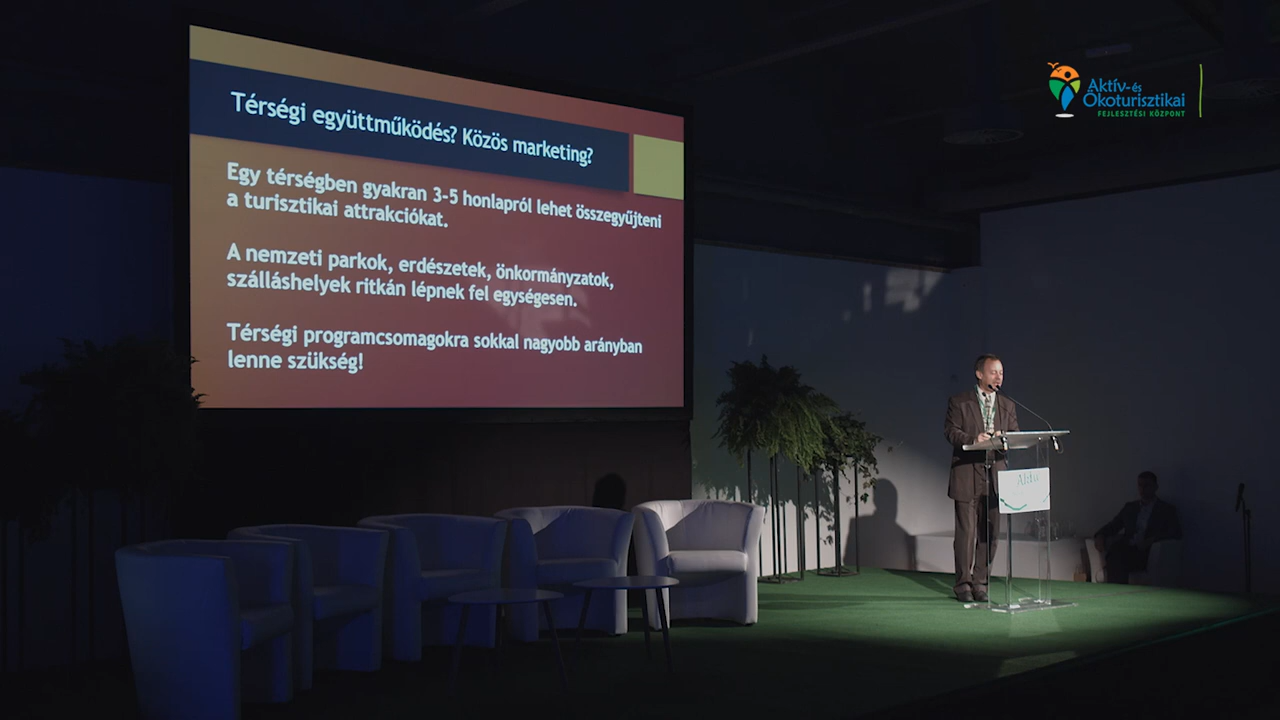 Térségi együttműködés? Közös marketing?
Egy térségben gyakran 3-5 honlapról lehet összegyűjteni
a turisztikai attrakciókat.
A nemzeti parkok, erdészetek, önkormányzatok,
szálláshelyek ritkán lépnek fel egységesen.
Térségi programcsomagokra sokkal nagyobb arányban
lenne szükség!
Aktív-és
Ökoturisztikai
FEJLESZTÉSI KÖZPONT